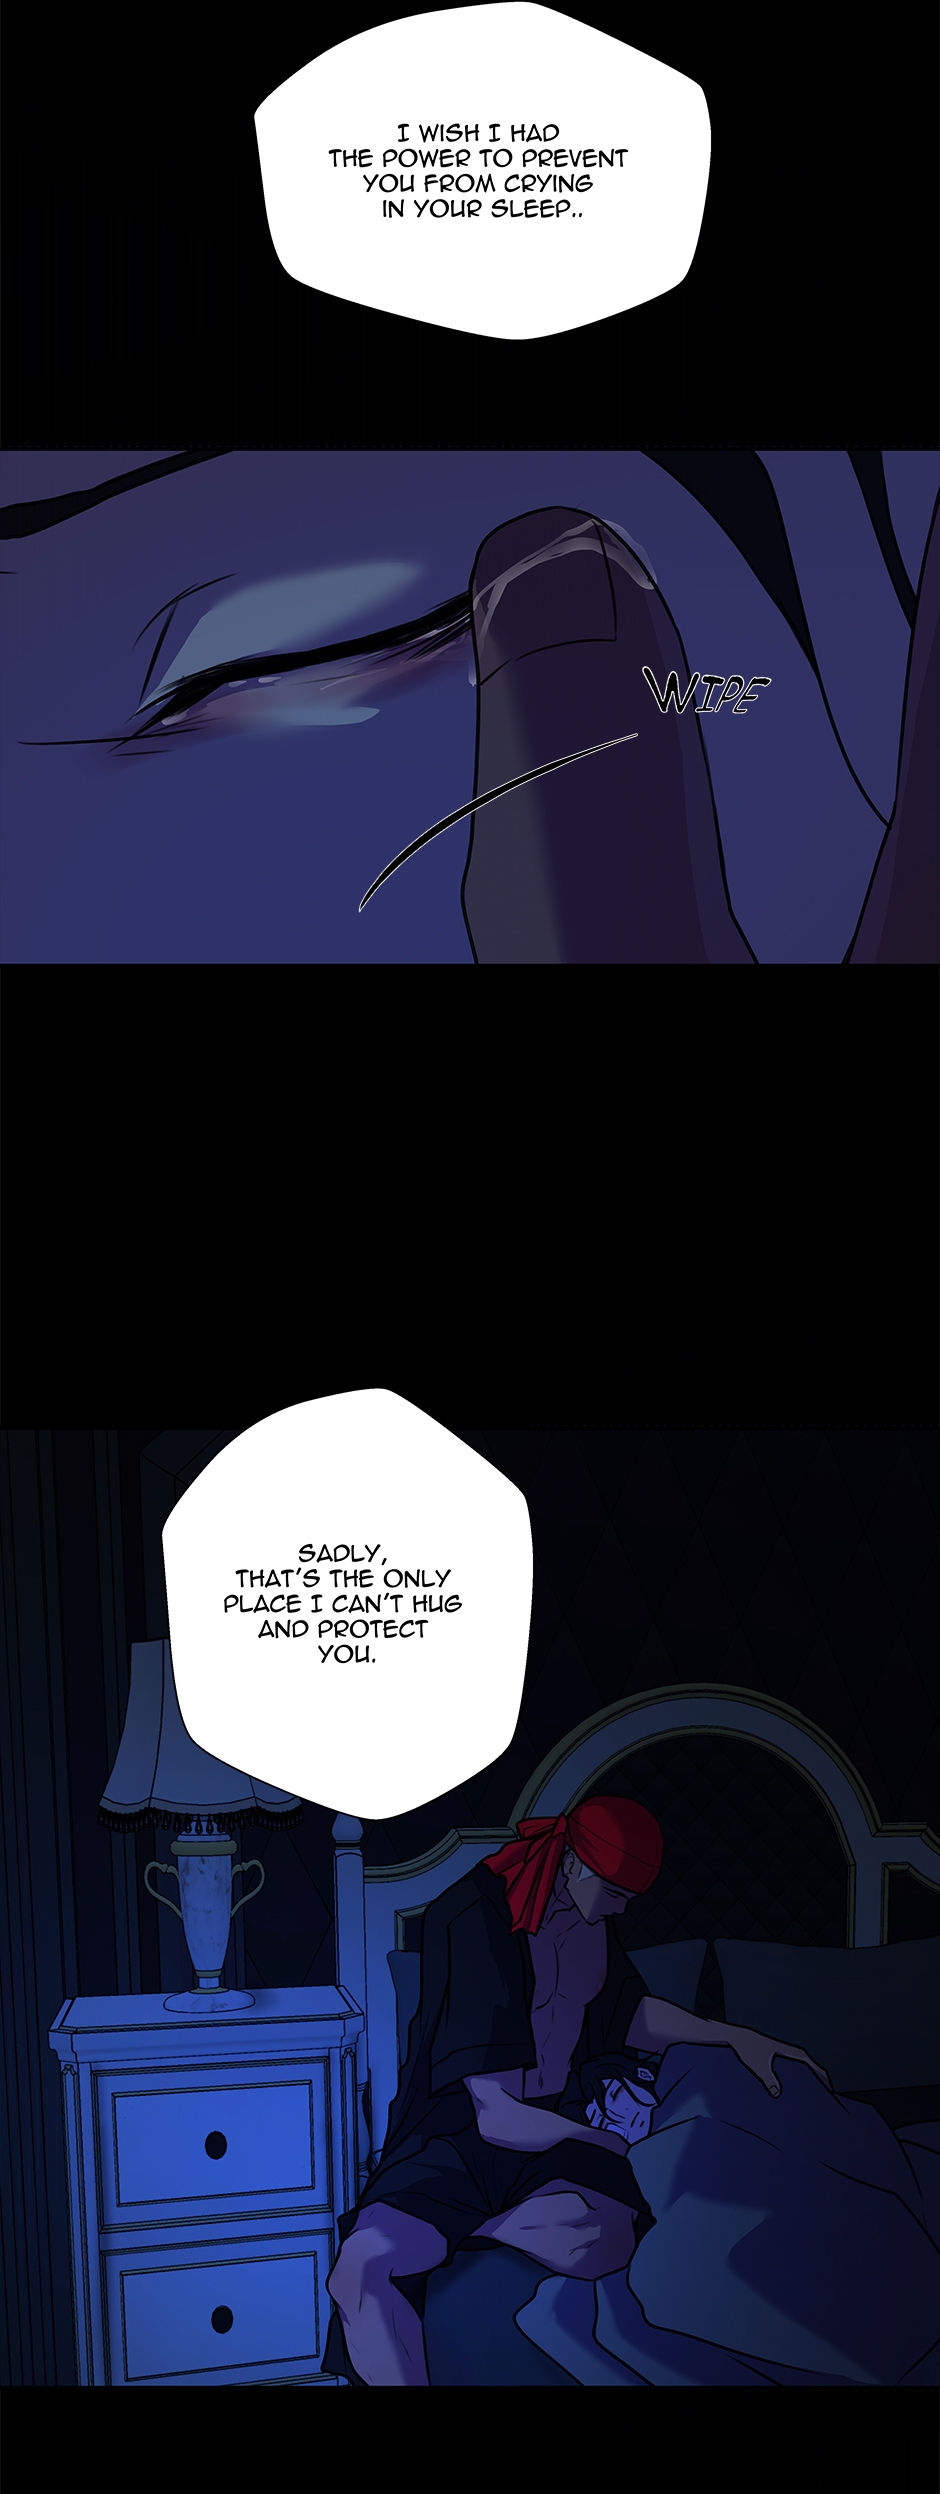 I WISH I HAD
THE POWER TO PREVENT
YOU FROM CRYING
IN YOUR SLEEP..
WIPE
SADLY,
THAT'S THE ONLY
PLACE I CAN'T HUG
AND PROTECT
YOU.